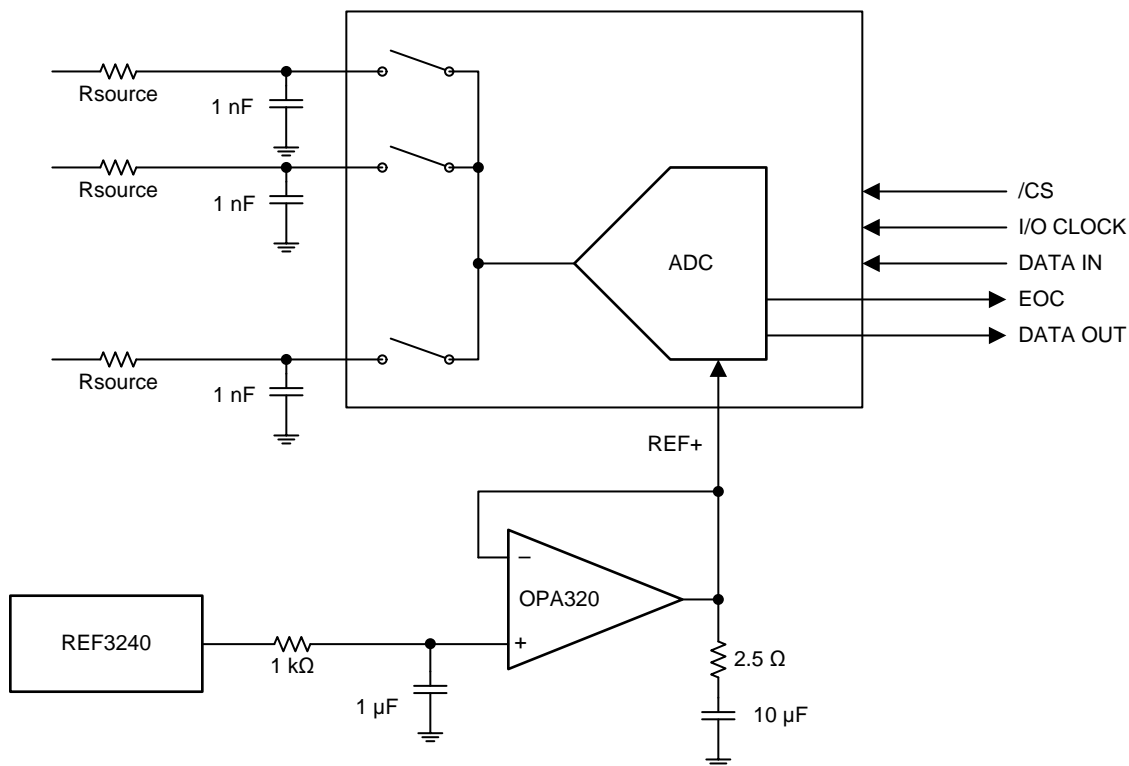 Rsource
1 nF
Rsource
1 nF
/CS
I/O CLOCK
ADC
DATA IN
EOC
DATA OUT
Rsource
1 nF
REF+
−
OPA320
+
REF3240
1 kΩ
2.5 Ω
1 µF
10 µF